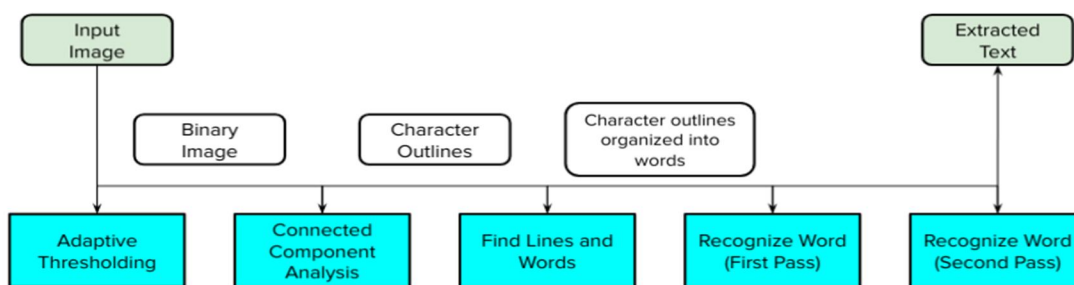 Input
Image
Extracted
Text
Binary
Image
Character
Outlines
Character outlines
organized into
words
Adaptive
Thresholding
Connected
Component
Analysis
Find Lines and
Words
Recognize Word
(First Pass)
Recognize Word
(Second Pass)